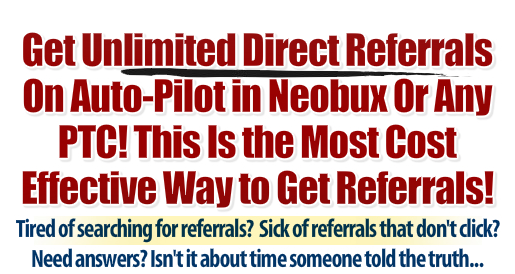 Get Unlimited Direct Referrals
On Auto-Pilot in Neobux Or Any
PTC! This Is the Most Cost
Effective Way to Get Referrals!
Tired of searching for referrals? Sick of referrals that don't click?
Need answers? Isn't it about time someone told the truth...